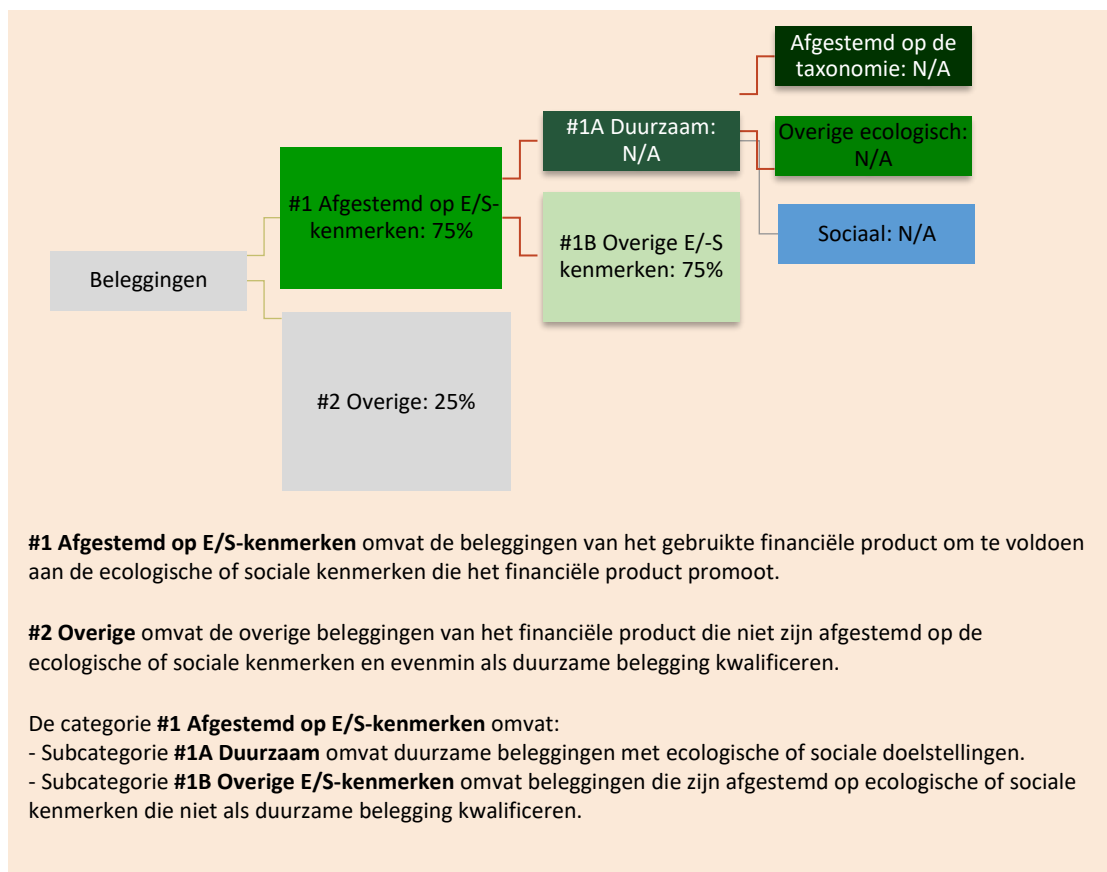 Afgestemd op de
taxonomie: N/A
#1A Duurzaam:
N/A
Overige ecologisch:
N/A
#1 Afgestemd op E/S-
kenmerken: 75%
Sociaal: N/A
#1B Overige E/-S
kenmerken: 75%
Beleggingen
#2 Overige: 25%
#1 Afgestemd op E/S-kenmerken omvat de beleggingen van het gebruikte financiële product om te voldoen
aan de ecologische of sociale kenmerken die het financiële product promoot.
#2 Overige omvat de overige beleggingen van het financiële product die niet zijn afgestemd op de
ecologische of sociale kenmerken en evenmin als duurzame belegging kwalificeren.
De categorie #1 Afgestemd op E/S-kenmerken omvat:
- Subcategorie #1A Duurzaam omvat duurzame beleggingen met ecologische of sociale doelstellingen.
- Subcategorie #1B Overige E/S-kenmerken omvat beleggingen die zijn afgestemd op ecologische of sociale
kenmerken die niet als duurzame belegging kwalificeren.